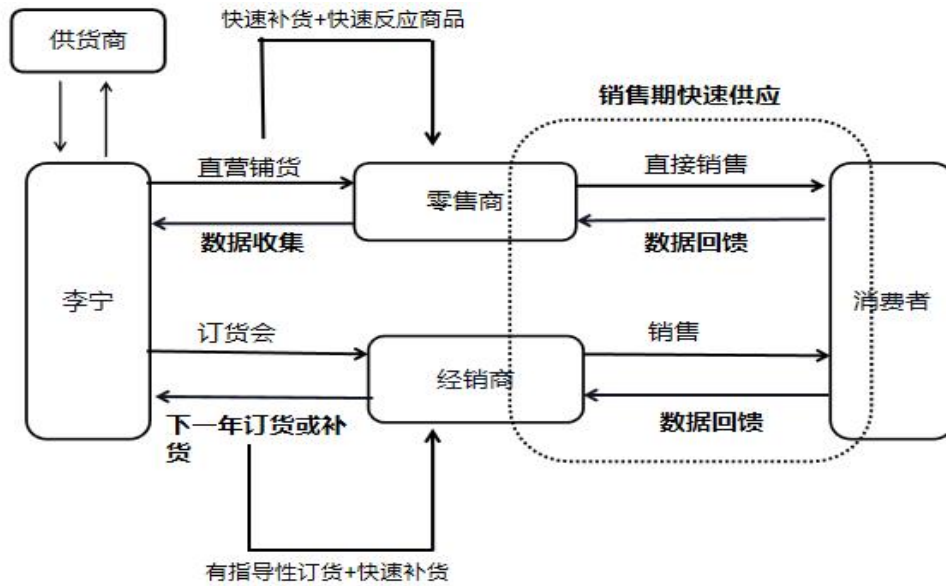 快速补货+快速反应商品
供货商
销售期快速供应
直营铺货
零售商
直接销售
数据收集
数据回馈
李宁
消费者
订货会
经销商
销售
下一年订货或补
货
数据回馈
有指导性订货+快速补货